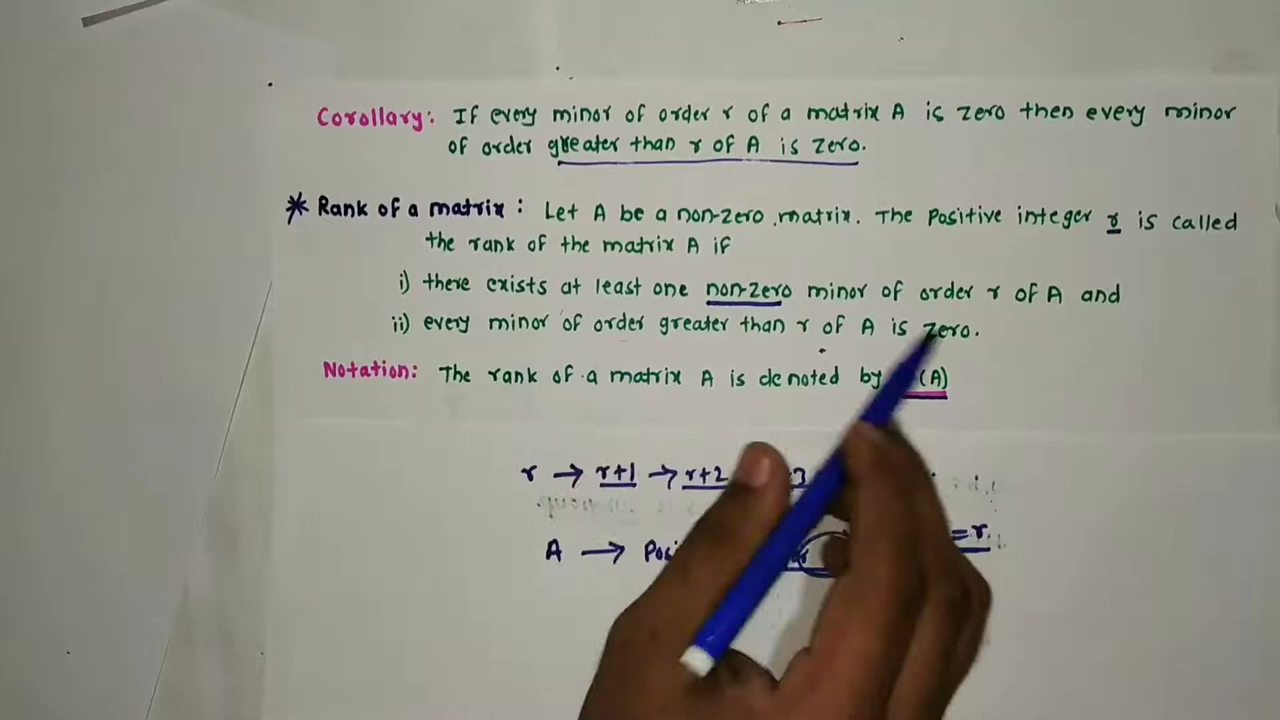 Corollary: If every minor of order r of a matrix A is zero then every minor
of order greater than r of A is zero.
* Rank of a matrix: Let A be a non-zero matrix. The Positive integer r is called
the rank of the matrix A if
i) there exists at least one non-zero minor of order r of A and
ii) every minor of order greater than r of A is zero.
Notation: The rank of a matrix A is denoted by (A)
r → r+1 → r+2 3
A → = r.